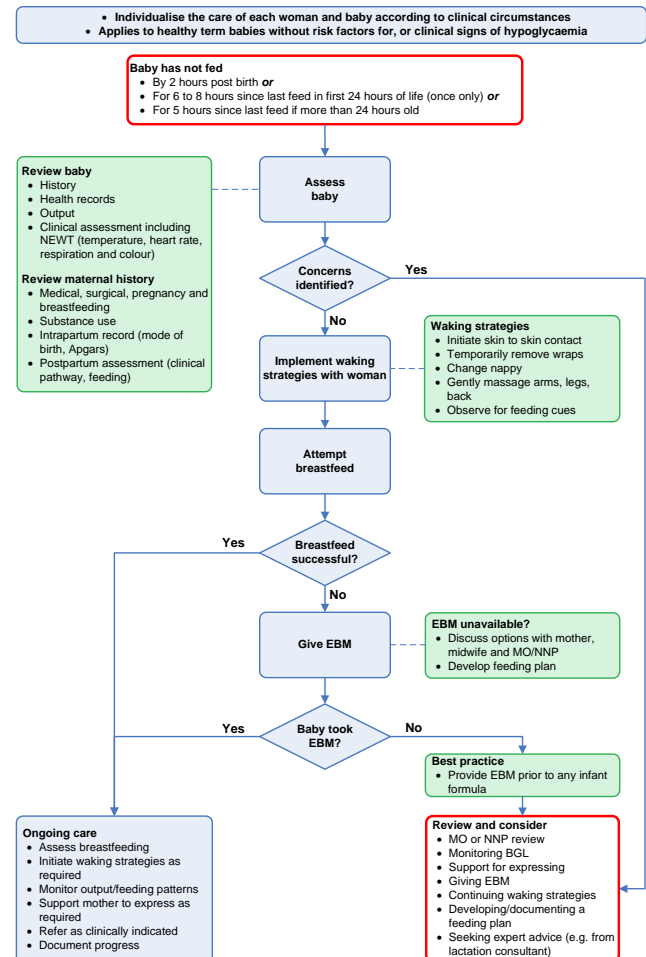 • Individualise the care of each woman and baby according to clinical circumstances
• Applies to healthy term babies without risk factors for, or clinical signs of hypoglycaemia
Baby has not fed
• By 2 hours post birth or
• For 6 to 8 hours since last feed in first 24 hours of life (once only) or
• For 5 hours since last feed if more than 24 hours old
Assess
baby
Review baby
• History
• Health records
• Output
• Clinical assessment including
NEWT (temperature, heart rate,
respiration and colour)
Review maternal history
• Medical, surgical, pregnancy and
breastfeeding
• Substance use
• Intrapartum record (mode of
birth, Apgars)
• Postpartum assessment (clinical
pathway, feeding)
Concerns
identified?
Yes
No
Implement waking
strategies with woman
Waking strategies
• Initiate skin to skin contact
• Temporarily remove wraps
• Change nappy
• Gently massage arms, legs,
back
• Observe for feeding cues
Attempt
breastfeed
Breastfeed
successful?
Yes
No
Give EBM
EBM unavailable?
• Discuss options with mother,
midwife and MO/NNP
• Develop feeding plan
Baby took
EBM?
Yes
No
Best practice
• Provide EBM prior to any infant
formula
Ongoing care
• Assess breastfeeding
• Initiate waking strategies as
required
• Monitor output/feeding patterns
• Support mother to express as
required
• Refer as clinically indicated
• Document progress
Review and consider
• MO or NNP review
• Monitoring BGL
• Support for expressing
• Giving EBM
• Continuing waking strategies
• Developing/documenting a
feeding plan
• Seeking expert advice (e.g. from
lactation consultant)